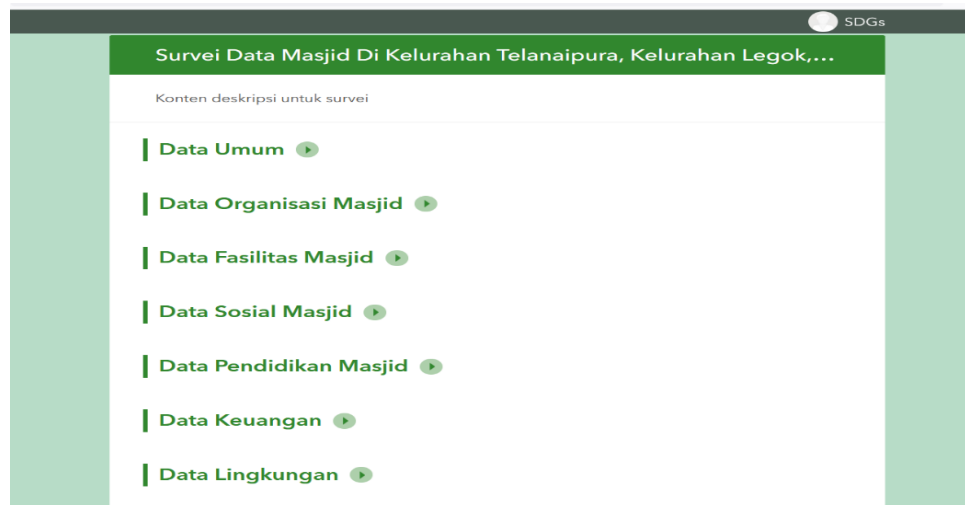 SDGs
Survei Data Masjid Di Kelurahan Telanaipura, Kelurahan Legok,...
Konten deskripsi untuk survei
Data Umum
Data Organisasi Masjid
Data Fasilitas Masjid
Data Sosial Masjid
Data Pendidikan Masjid
Data Keuangan
Data Lingkungan